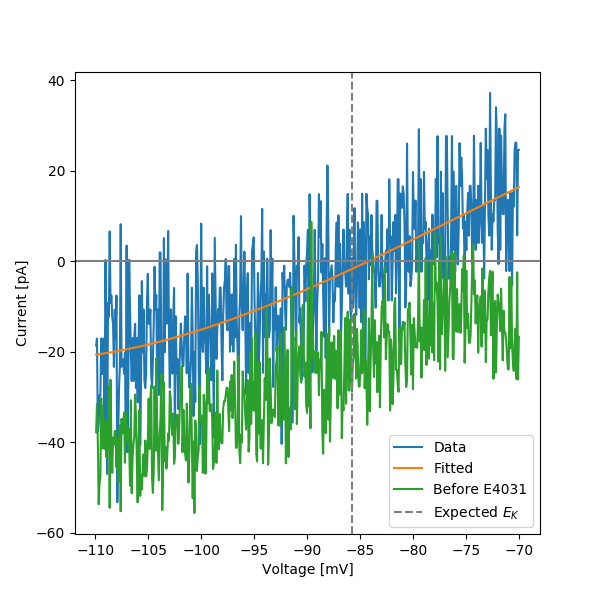 40
20
0
−20
−40
−60
Current [pA]
−110 −105 −100 −95 −90 −85 −80 −75 −70
Voltage [mV]
Data
Fitted
Before E4031
Expected E_K